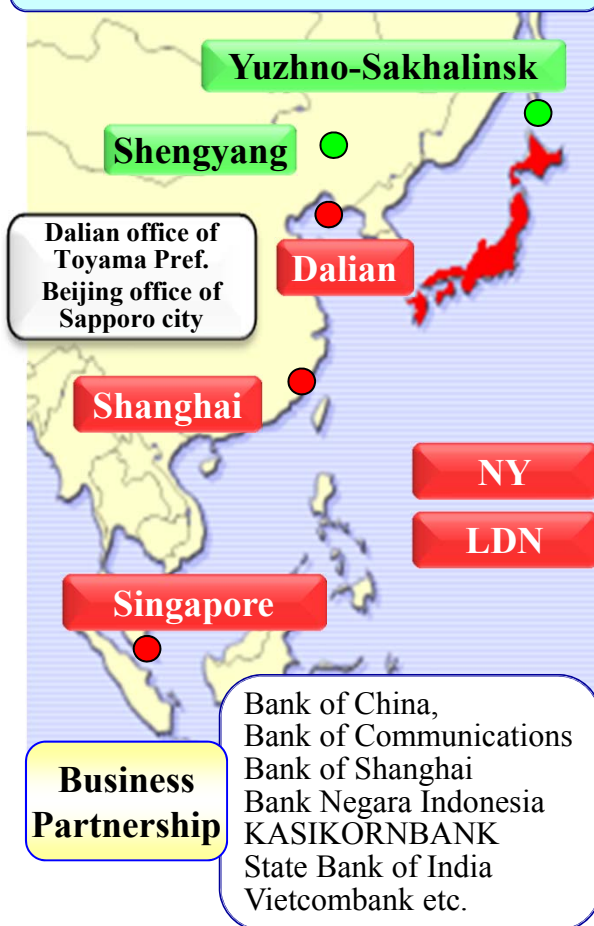 Yuzhno-Sakhalinsk
Shengyang
Dalian office of
Toyama Pref.
Beijing office of
Sapporo city
Dalian
Shanghai
NY
LDN
Singapore
Business
Partnership
Bank of China,
Bank of Communications
Bank of Shanghai
Bank Negara Indonesia
KASIKORNBANK
State Bank of India
Vietcombank etc.